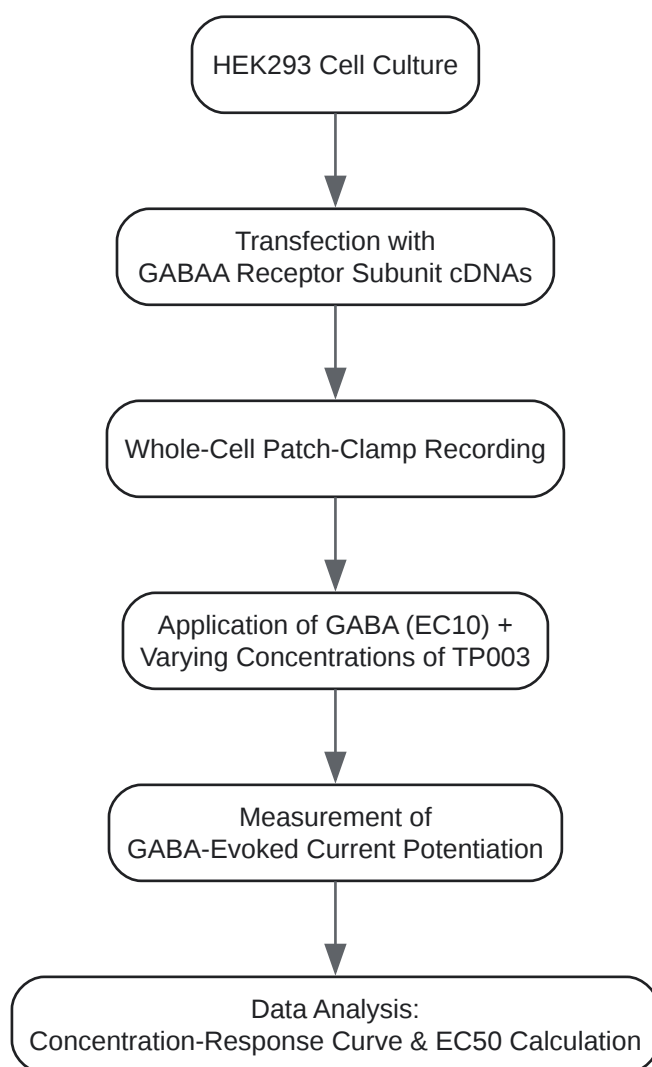 HEK293 Cell Culture
Transfection with
GABAA Receptor Subunit cDNAs
Whole-Cell Patch-Clamp Recording
Application of GABA (EC10) +
Varying Concentrations of TP003
Measurement of
GABA-Evoked Current Potentiation
Data Analysis:
Concentration-Response Curve & EC50 Calculation